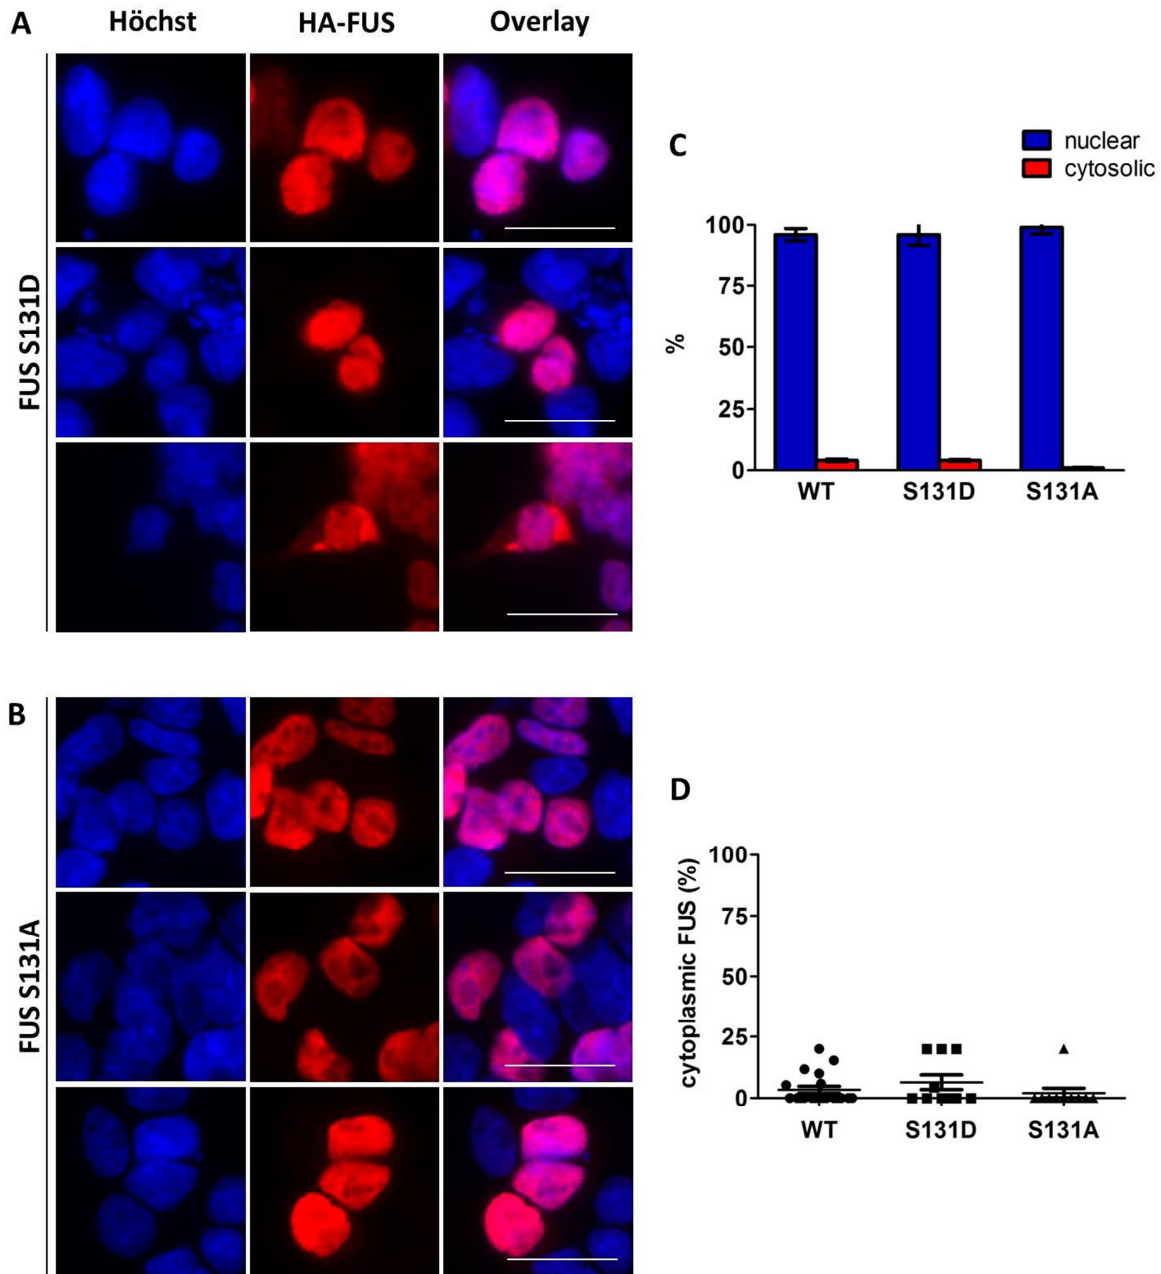 A
Höchst
HA-FUS
Overlay
FUS S131D
B
FUS S131A
C
nuclear
cytosolic
100
75
50
25
0
%
WT
S131D
S131A
D
100
75
50
25
0
cytoplasmic FUS (%)
WT
S131D
S131A